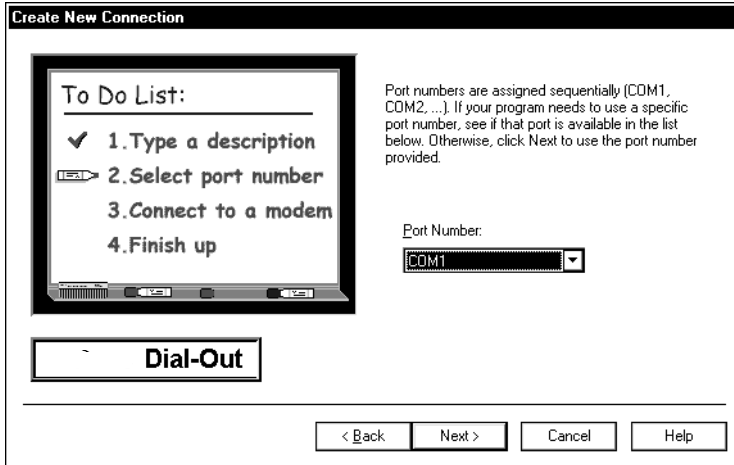 Create New Connection
To Do List:
1.Type a description
2.Select port number
3.Connect to a modem
4.Finish up
Port numbers are assigned sequentially (COM1,
COM2, ...). If your program needs to use a specific
port number, see if that port is available in the list
below. Otherwise, click Next to use the port number
provided.
Port Number:
COM1
Dial-Out
< Back
Next >
Cancel
Help